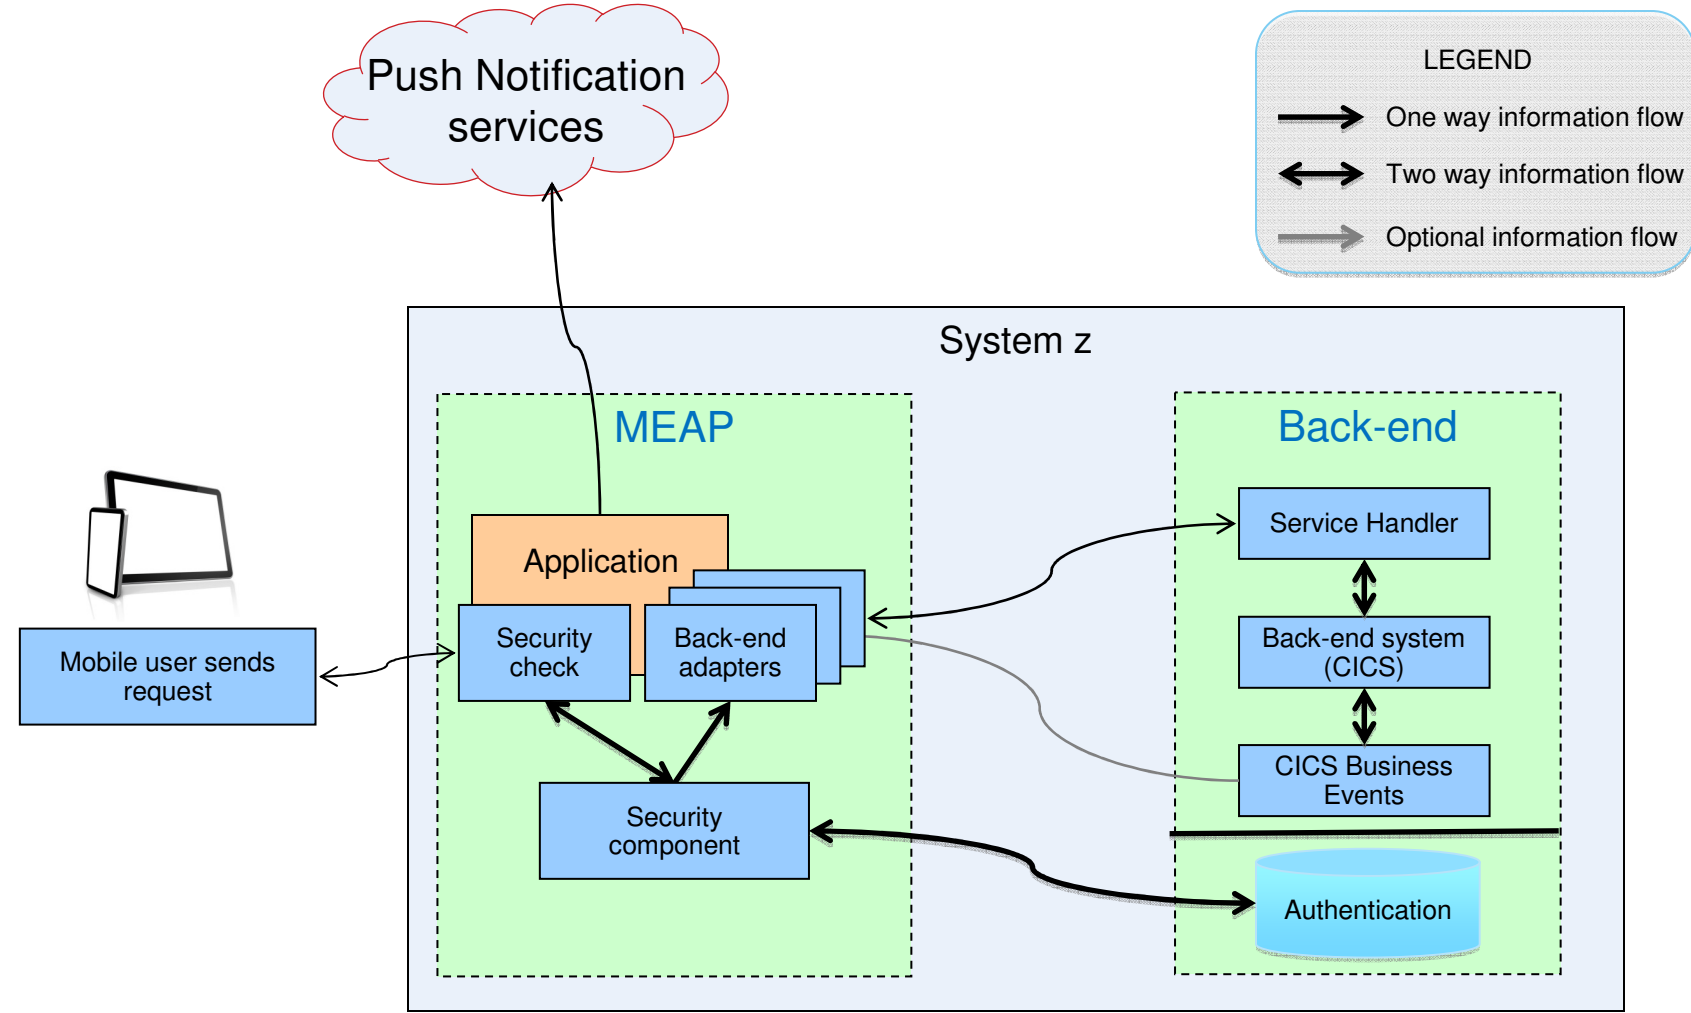 Push Notification
services
LEGEND
One way information flow
Two way information flow
Optional information flow
System z
MEAP
Back-end
Application
Security
check
Back-end
adapters
Security
component
Mobile user sends
request
Service Handler
Back-end system
(CICS)
CICS Business
Events
Authentication